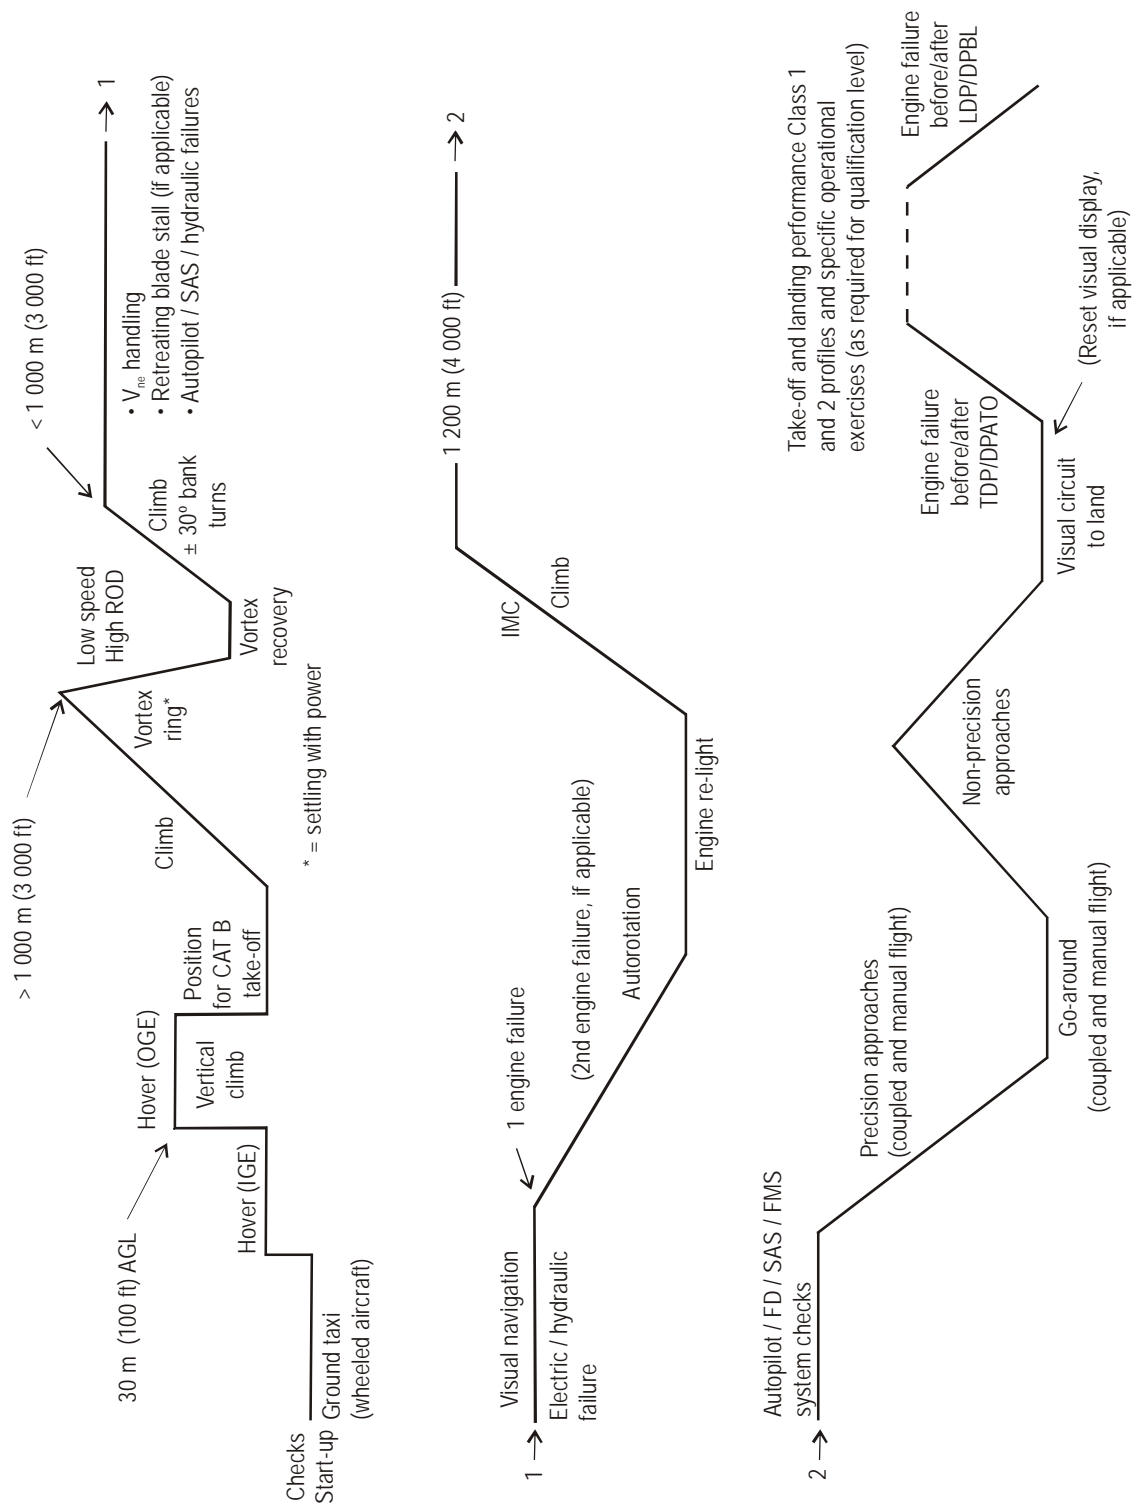 Checks
Start-up
Ground taxi
(wheeled aircraft)
30 m (100 ft) AGL
Hover (IGE)
Hover (OGE)
Vertical
climb
Position
for CAT B
take-off
> 1 000 m (3 000 ft)
Climb
Vortex
ring*
* = settling with power
Low speed
High ROD
Vortex
recovery
< 1 000 m (3 000 ft)
Climb
± 30º bank
turns
• Vne handling
• Retreating blade stall (if applicable)
• Autopilot / SAS / hydraulic failures
1
1
Visual navigation
Electric / hydraulic
failure
1 engine failure
(2nd engine failure, if applicable)
Autorotation
Engine re-light
IMC
Climb
1 200 m (4 000 ft)
2
2
Autopilot / FD / SAS / FMS
system checks
Precision approaches
(coupled and manual flight)
Go-around
(coupled and manual flight)
Non-precision
approaches
Visual circuit
to land
(Reset visual display,
if applicable)
Take-off and landing performance Class 1
and 2 profiles and specific operational
exercises (as required for qualification level)
Engine failure
before/after
TDP/DPATO
Engine failure
before/after
LDP/DPBL